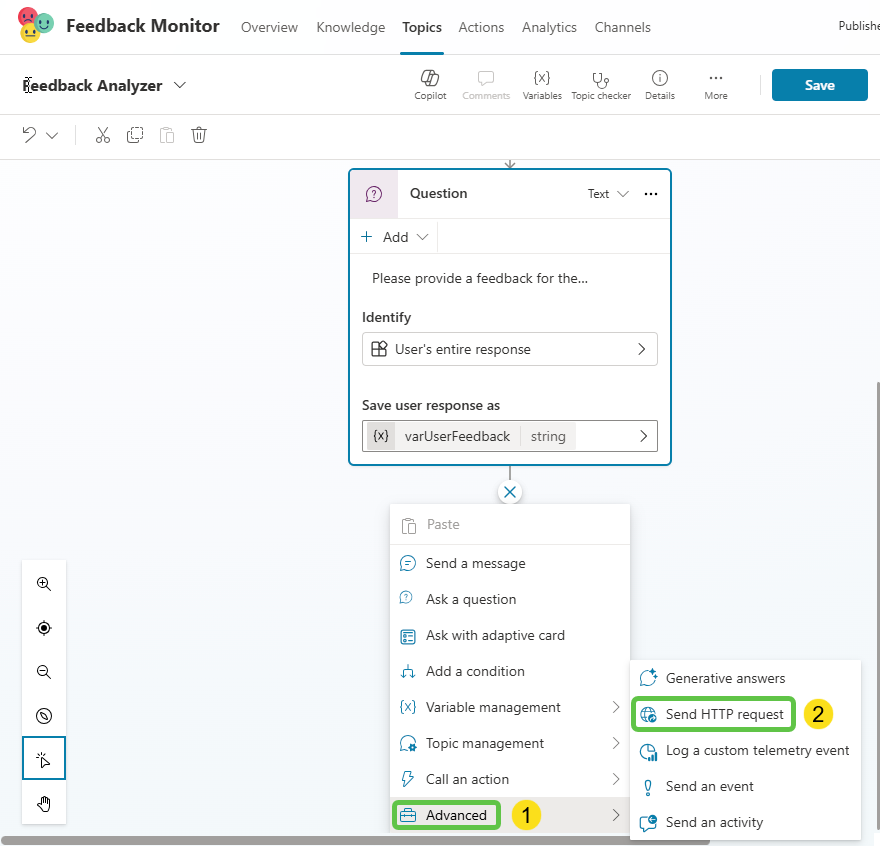 Feedback Monitor
Overview Knowledge Topics Actions Analytics Channels
Publishe
Feedback Analyzer
Copilot Comments {x} Variables Topic checker Details More
Save
Question
Text
Add
Please provide a feedback for the...
Identify
User's entire response
Save user response as
{x} varUserFeedback string
Paste
Send a message
Ask a question
Ask with adaptive card
Add a condition
{x} Variable management
Topic management
Call an action
Advanced 1
Generative answers
Send HTTP request 2
Log a custom telemetry event
Send an event
Send an activity